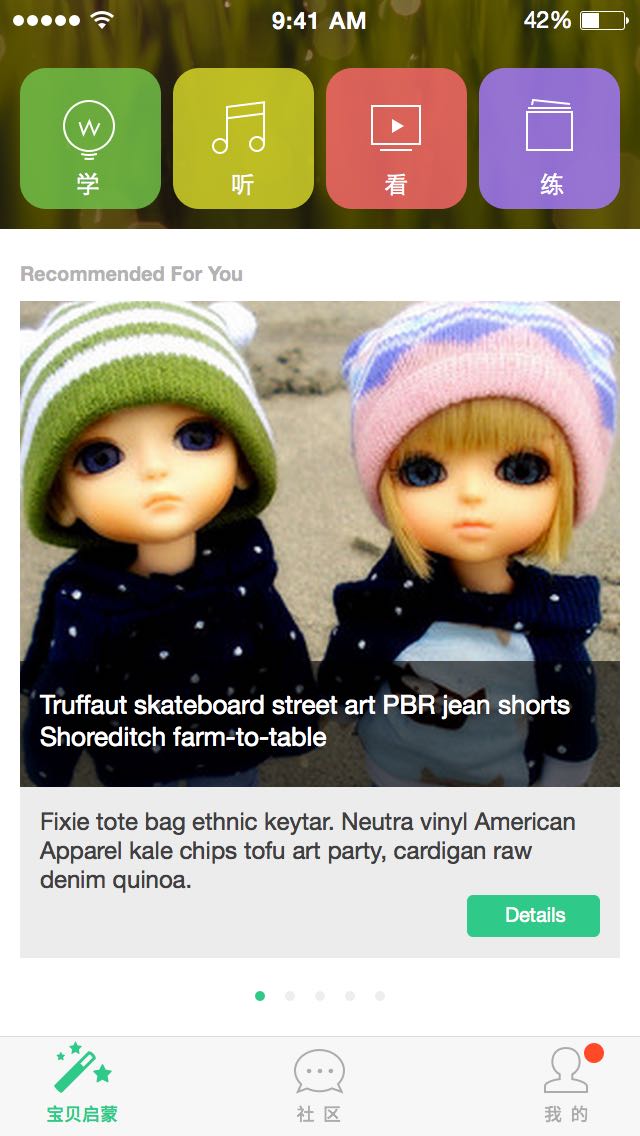 9:41 AM 42%
学 听 看 练
Recommended For You
Truffaut skateboard street art PBR jean shorts
Shoreditch farm-to-table
Fixie tote bag ethnic keytar. Neutra vinyl American
Apparel kale chips tofu art party, cardigan raw
denim quinoa.
Details
宝贝启蒙 社 区 我 的